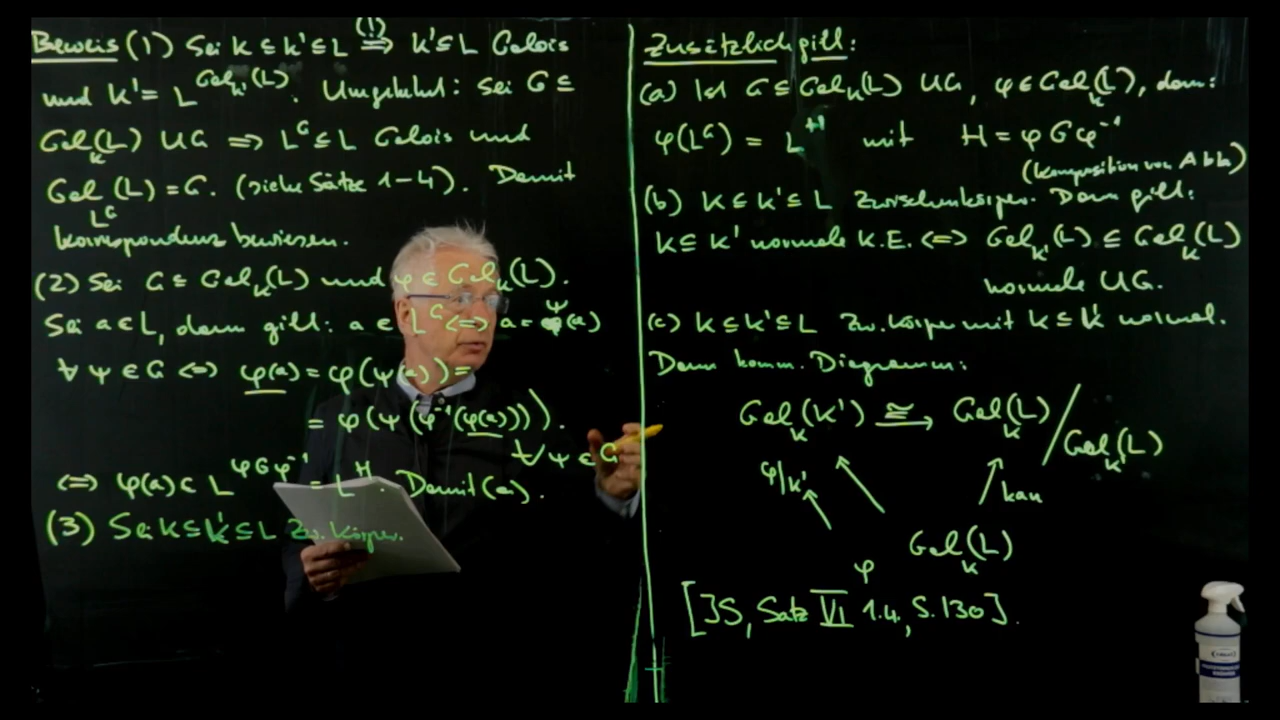 Beweis (1) Sei k ⊆ k' ⊆ L ⇒(!) k' ⊆ L Galois
und k' = L^{Gal_{k'}(L)}. Umgekehrt: Sei G ⊆
Gal_k(L) UG ⇒ L^G ⊆ L Galois und
Gal_{L^G}(L) = G. (siehe Sätze 1-4). Damit
Korrespondenz bewiesen.
(2) Sei G ⊆ Gal_k(L) und φ ∈ Gal_k(L).
Sei a ∈ L, dann gilt: a ∈ L^G ⇔ a = ψ(a)
∀ ψ ∈ G ⇔ φ(a) = φ(ψ(a)) =
= φ(ψ(φ^{-1}(φ(a)))).
∀ ψ ∈ G
⇔ φ(a) ∈ L^{φGφ^{-1}} = L^H. Damit (a).
(3) Sei k ⊆ k' ⊆ L Zw. Körper.
Zusätzlich gilt:
(a) Ist G ⊆ Gal_k(L) UG, φ ∈ Gal_k(L), dann:
φ(L^G) = L^H mit H = φGφ^{-1}
(Komposition von Abb.)
(b) k ⊆ k' ⊆ L Zwischenkörper. Dann gilt:
k ⊆ k' normale K.E. ⇔ Gal_{k'}(L) ⊆ Gal_k(L)
normale UG.
(c) k ⊆ k' ⊆ L Zw. Körper mit k ⊆ k' normal.
Dann komm. Diagramm:
Gal_k(k') ≅→ Gal_k(L) / Gal_{k'}(L)
φ|k' kan
Gal_k(L)
φ
[JS, Satz VI 1.4., S.130].